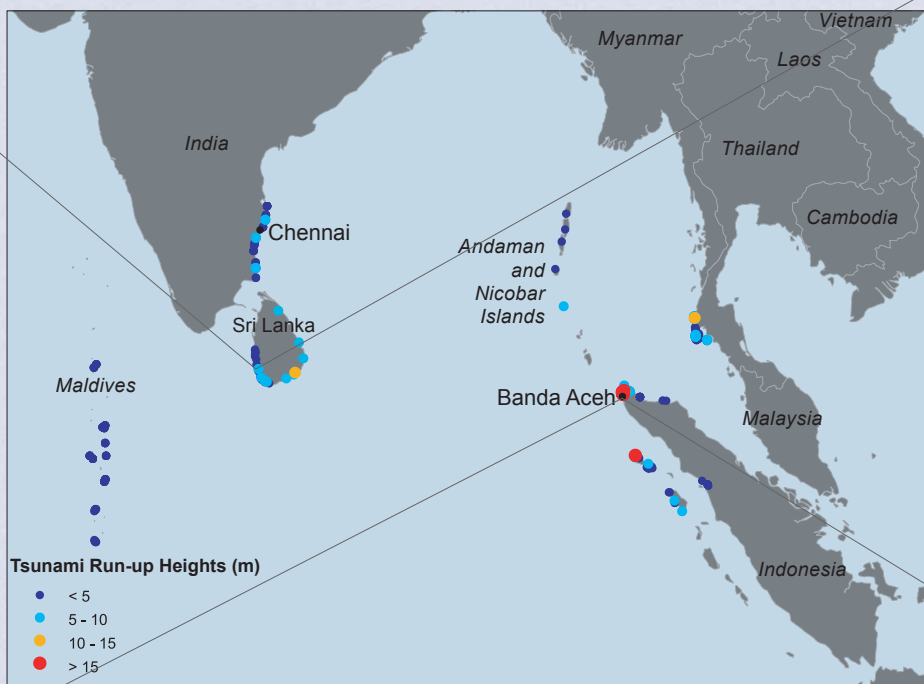 Vietnam
Myanmar
Laos
India
Thailand
Cambodia
Chennai
Andaman
and
Nicobar
Islands
Sri Lanka
Maldives
Banda Aceh
Malaysia
Indonesia
Tsunami Run-up Heights (m)
< 5
5 - 10
10 - 15
> 15